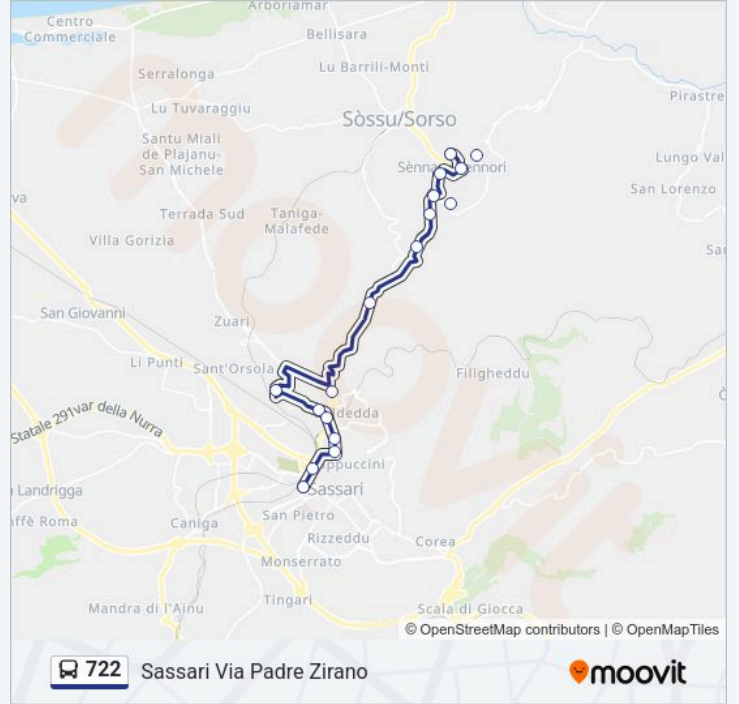 Arboriamar
Centro
Commerciale
Bellisara
Lu Barrili-Monti
Serralonga
Pirastre
Lu Tuvaraggiu
Sòssu/Sorso
Santu Miali
de Plajanu-
San Michele
Lungo Val
San Lorenzo
va
Terrada Sud
Taniga-
Malafede
Villa Gorizia
San Giovanni
Zuari
Li Punti
Sant'Orsola
Filigheddu
Statale 291var della Nurra
dedda
ppuccini
Landrigga
Sassari
San Pietro
Caniga
Rizzeddu
Corea
Monserrato
Tingari
Mandra di l'Ainu
Scala di Giocca
© OpenStreetMap contributors | © OpenMapTiles
722 Sassari Via Padre Zirano
moovit